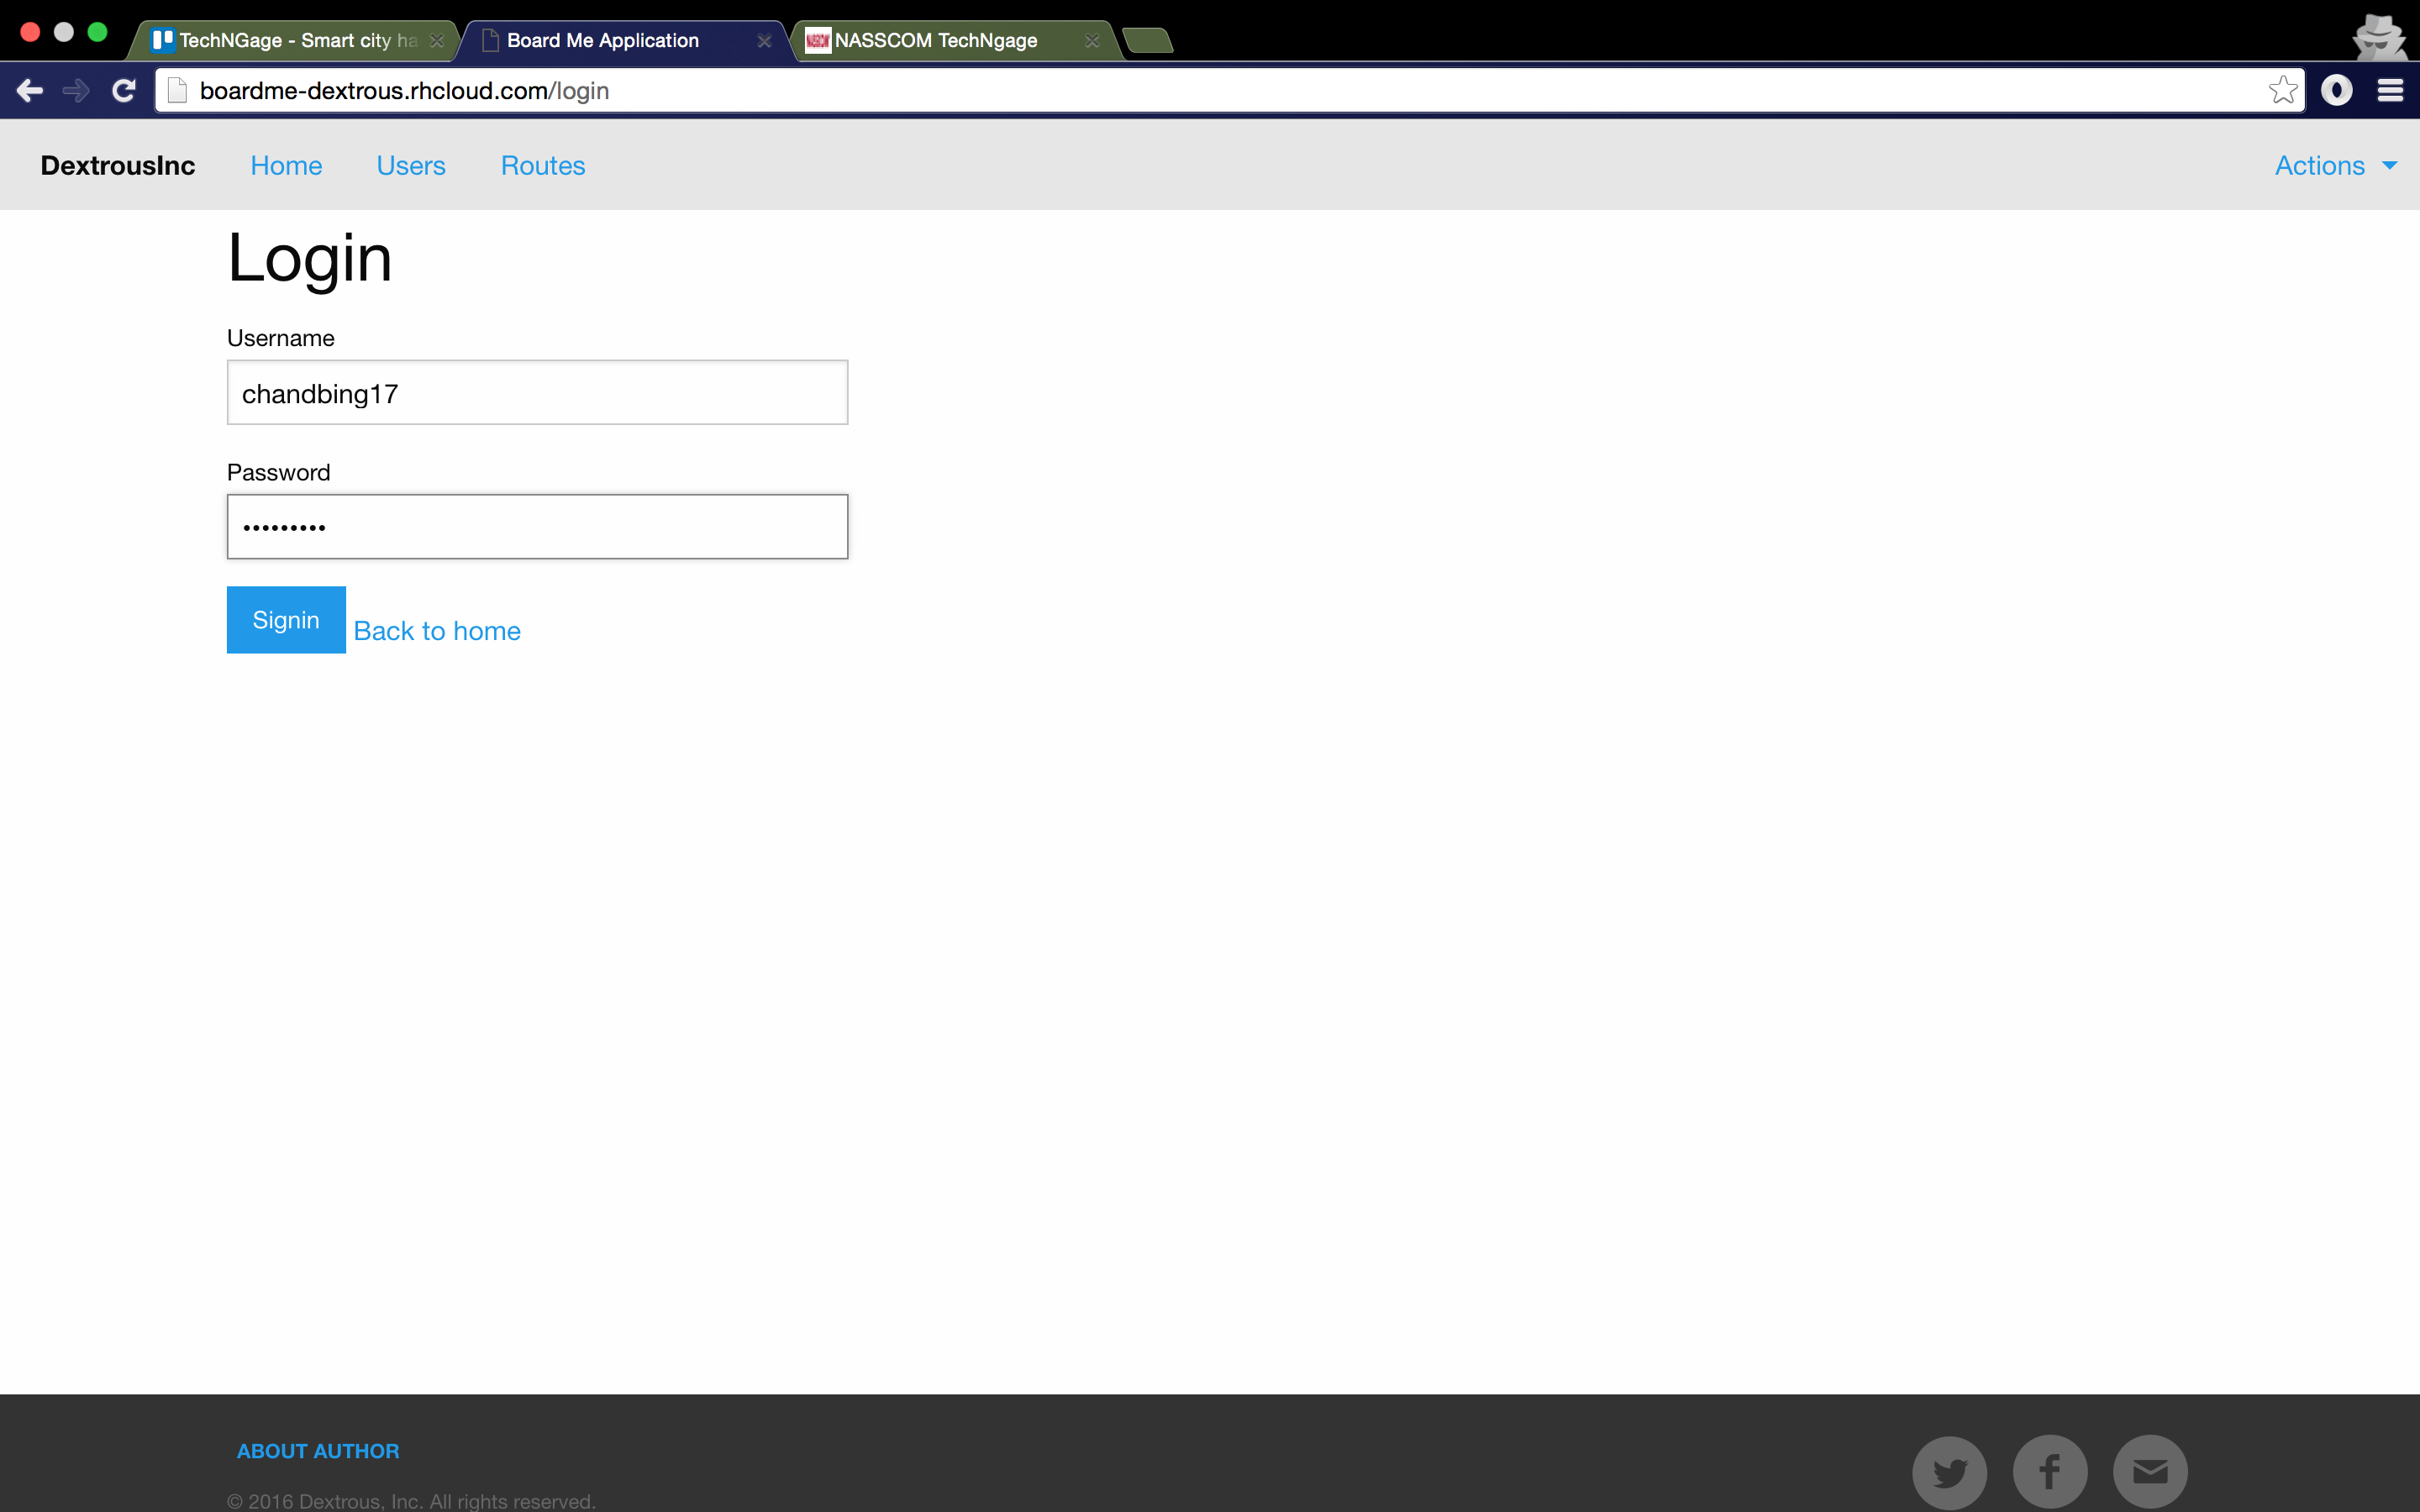 TechNGage - Smart city ha
Board Me Application
NASSCOM TechNgage
boardme-dextrous.rhcloud.com/login
DextrousInc Home Users Routes Actions
Login
Username
chandbing17
Password
•••••••••
Signin Back to home
ABOUT AUTHOR
© 2016 Dextrous, Inc. All rights reserved.